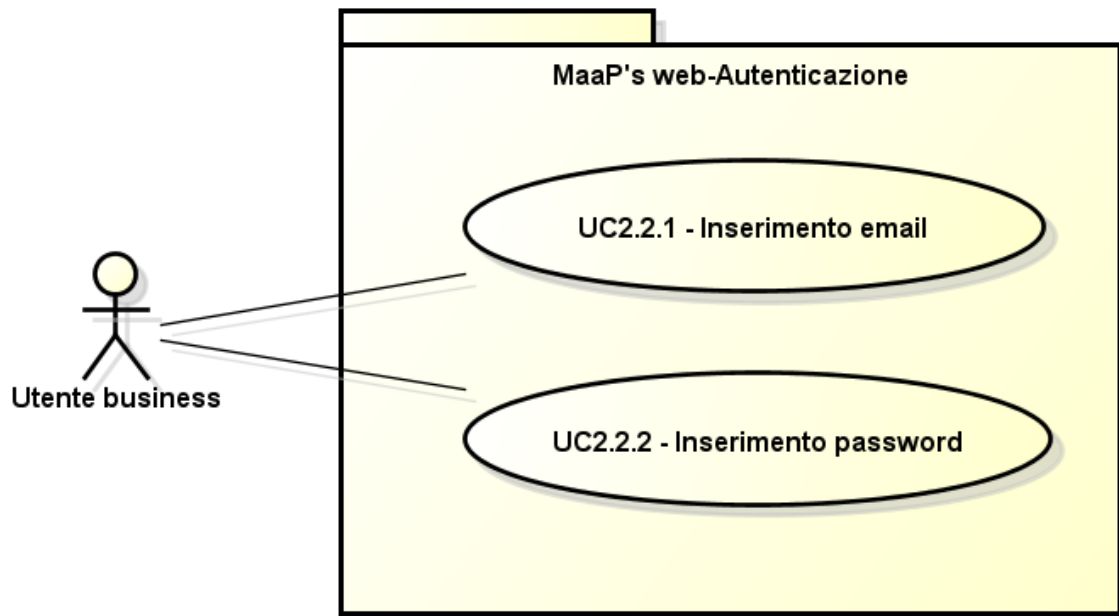 MaaP's web-Autenticazione
UC2.2.1 - Inserimento email
Utente business
UC2.2.2 - Inserimento password